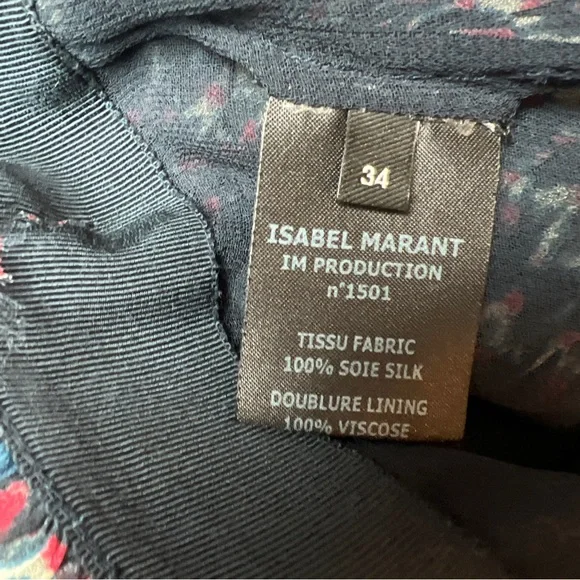 34
ISABEL MARANT
IM PRODUCTION
n°1501
TISSU FABRIC
100% SOIE SILK
DOUBLURE LINING
100% VISCOSE